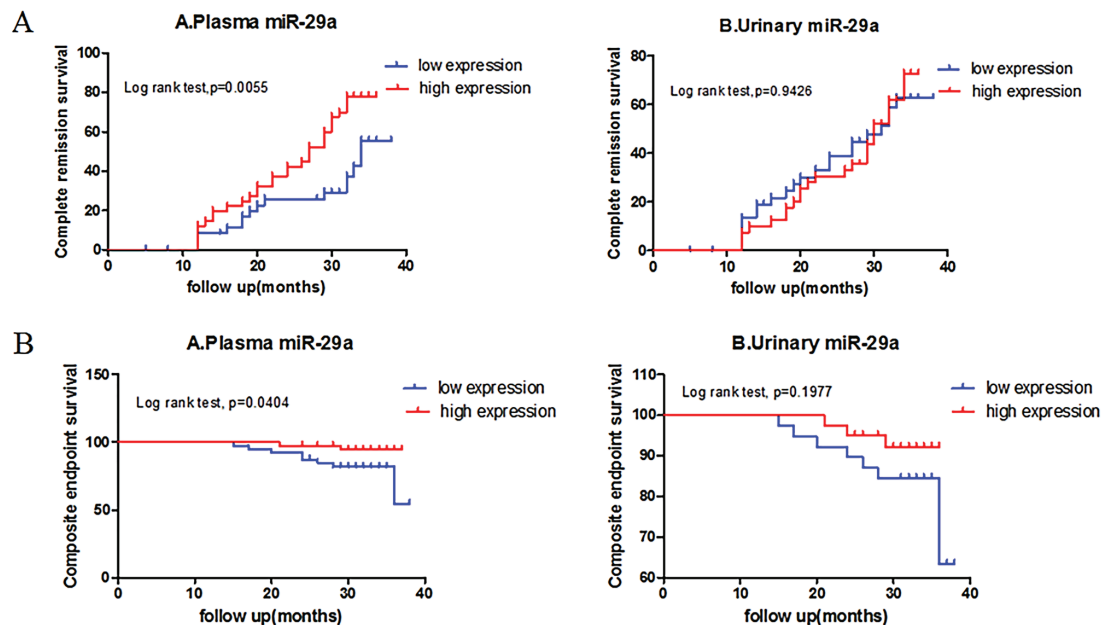 A
A.Plasma miR-29a
Complete remission survival
100
80
60
40
20
0
Log rank test,p=0.0055
low expression
high expression
0 10 20 30 40
follow up(months)
B.Urinary miR-29a
Complete remission survival
80
60
40
20
0
Log rank test,p=0.9426
low expression
high expression
0 10 20 30 40
follow up(months)
B
A.Plasma miR-29a
Composite endpoint survival
150
100
50
0
Log rank test, p=0.0404
low expression
high expression
0 10 20 30 40
follow up(months)
B.Urinary miR-29a
Composite endpoint survival
110
100
90
80
70
60
Log rank test, p=0.1977
low expression
high expression
0 10 20 30 40
follow up(months)